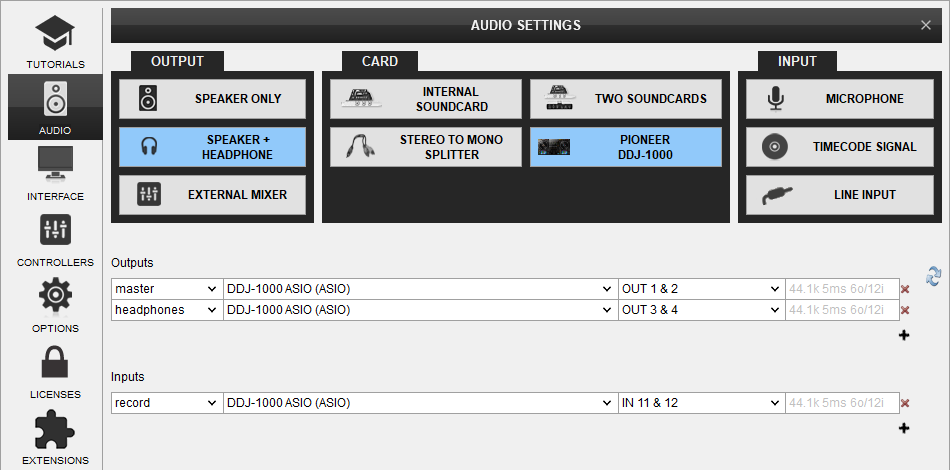 AUDIO SETTINGS
TUTORIALS
AUDIO
INTERFACE
CONTROLLERS
OPTIONS
LICENSES
EXTENSIONS
OUTPUT
SPEAKER ONLY
SPEAKER +
HEADPHONE
EXTERNAL MIXER
CARD
INTERNAL
SOUNDCARD
TWO SOUNDCARDS
STEREO TO MONO
SPLITTER
PIONEER
DDJ-1000
INPUT
MICROPHONE
TIMECODE SIGNAL
LINE INPUT
Outputs
master DDJ-1000 ASIO (ASIO) OUT 1 & 2 44.1k 5ms 6o/12i
headphones DDJ-1000 ASIO (ASIO) OUT 3 & 4 44.1k 5ms 6o/12i
Inputs
record DDJ-1000 ASIO (ASIO) IN 11 & 12 44.1k 5ms 6o/12i